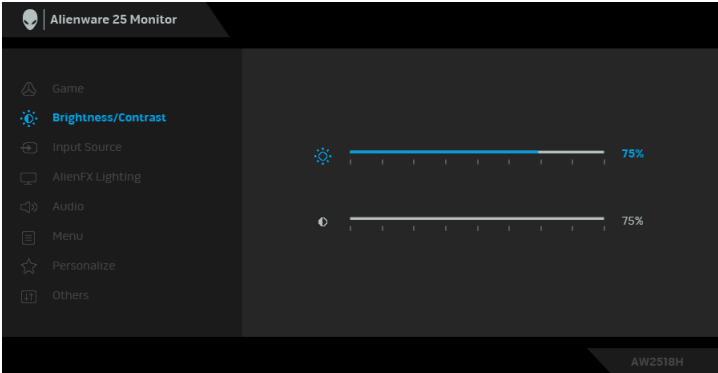 Alienware 25 Monitor
Game
Brightness/Contrast
Input Source
AlienFX Lighting
Audio
Menu
Personalize
Others
75%
75%
AW2518H